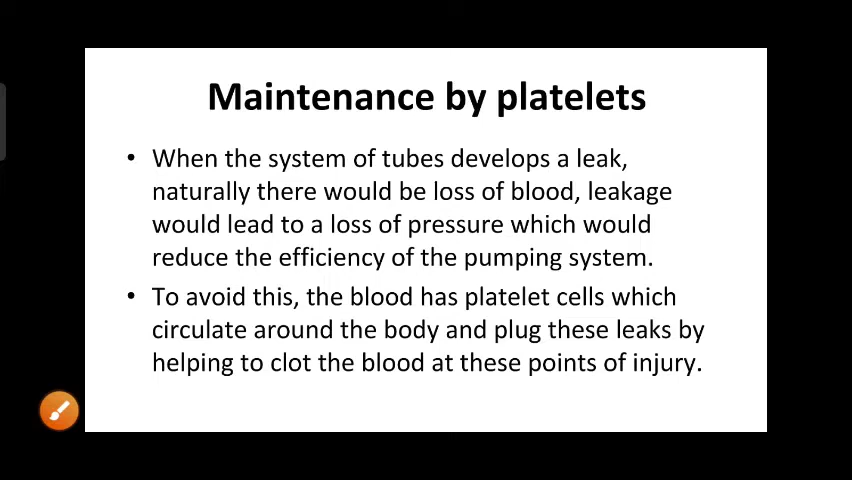 Maintenance by platelets
• When the system of tubes develops a leak,
naturally there would be loss of blood, leakage
would lead to a loss of pressure which would
reduce the efficiency of the pumping system.
• To avoid this, the blood has platelet cells which
circulate around the body and plug these leaks by
helping to clot the blood at these points of injury.